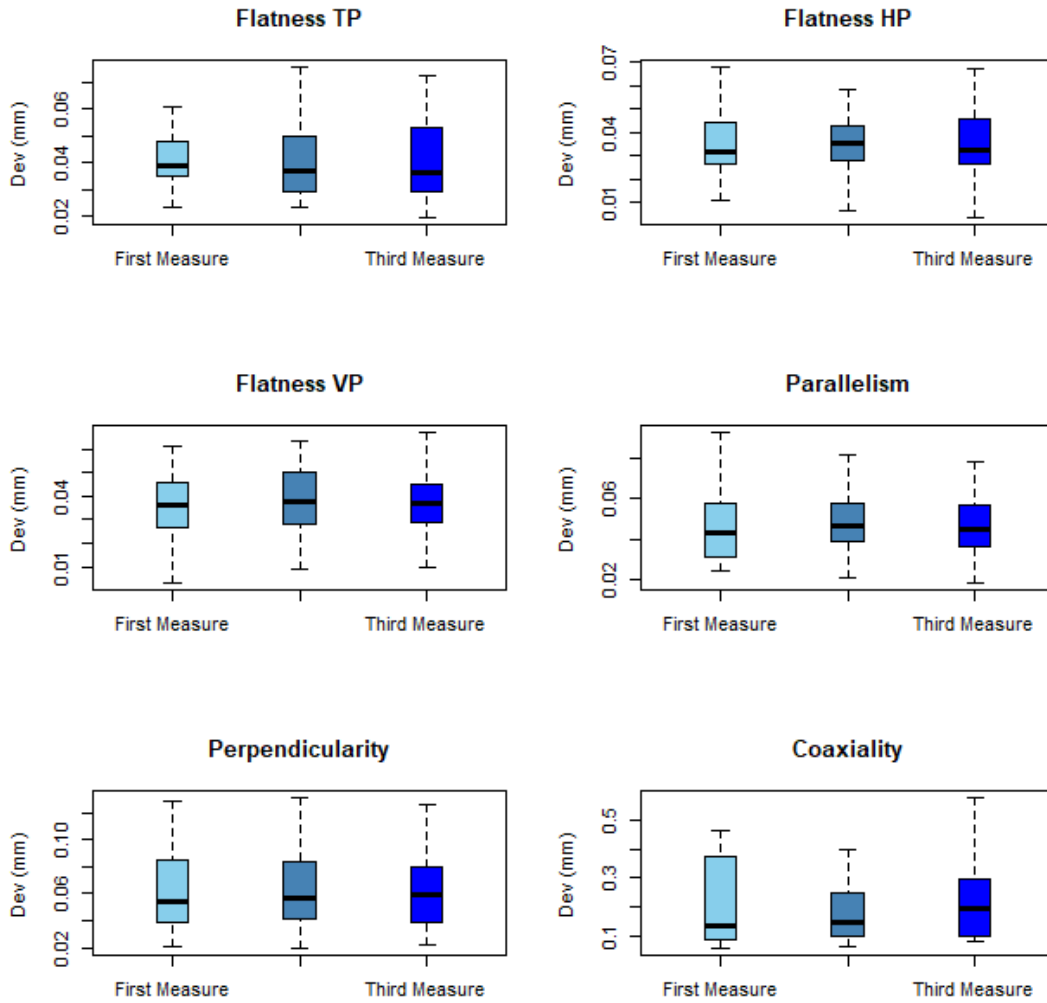 Flatness TP
Dev (mm)
0.06
0.04
0.02
First Measure Third Measure
Flatness HP
Dev (mm)
0.07
0.04
0.01
First Measure Third Measure
Flatness VP
Dev (mm)
0.04
0.01
First Measure Third Measure
Parallelism
Dev (mm)
0.06
0.02
First Measure Third Measure
Perpendicularity
Dev (mm)
0.10
0.06
0.02
First Measure Third Measure
Coaxiality
Dev (mm)
0.5
0.3
0.1
First Measure Third Measure